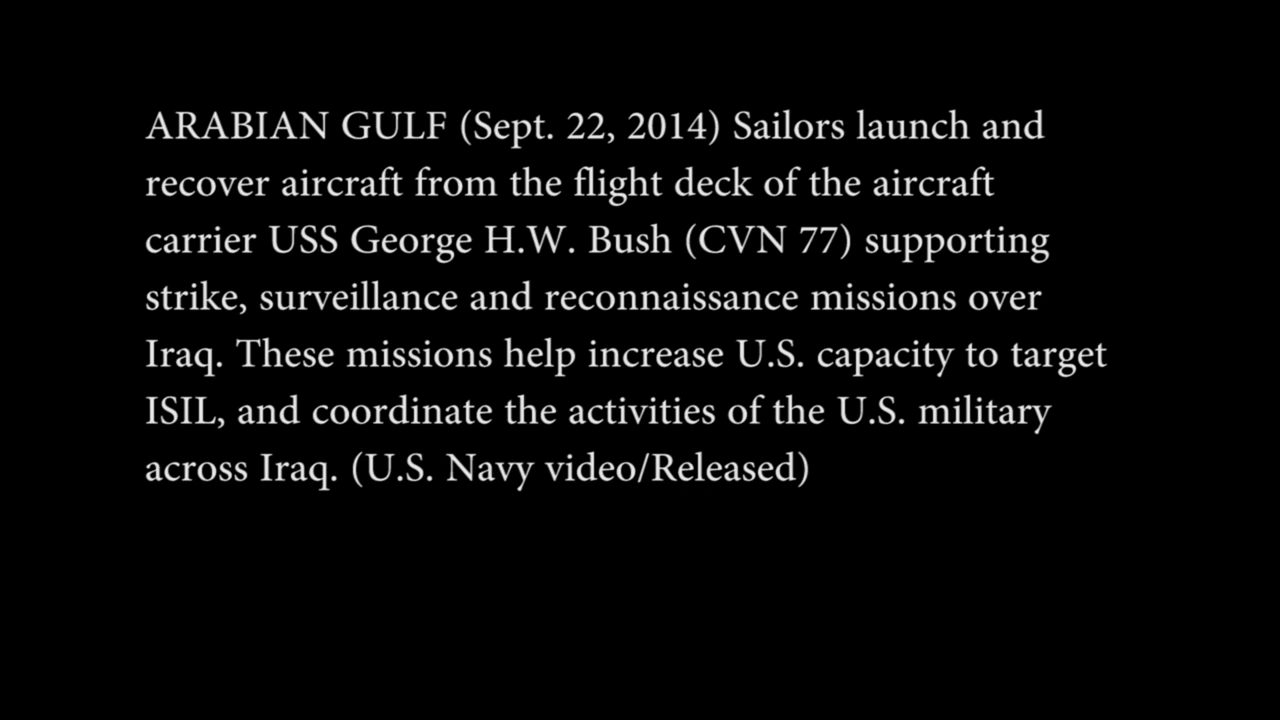 ARABIAN GULF (Sept. 22, 2014) Sailors launch and
recover aircraft from the flight deck of the aircraft
carrier USS George H.W. Bush (CVN 77) supporting
strike, surveillance and reconnaissance missions over
Iraq. These missions help increase U.S. capacity to target
ISIL, and coordinate the activities of the U.S. military
across Iraq. (U.S. Navy video/Released)